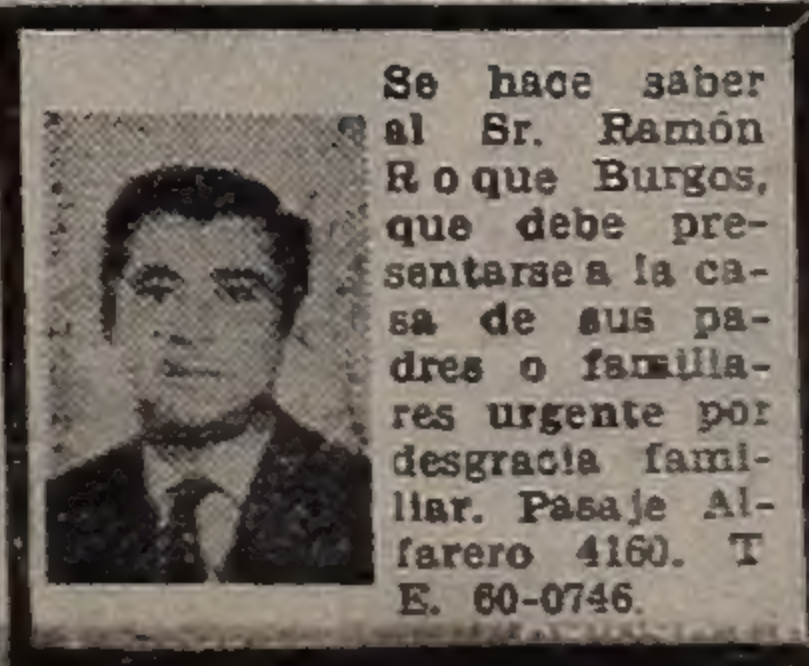 Se hace saber
al Sr. Ramón
Roque Burgos,
que debe pre-
sentarse a la ca-
sa de sus pa-
dres o familia-
res urgente por
desgracia fami-
liar. Pasaje Al-
farero 4160. T
E. 60-0746.